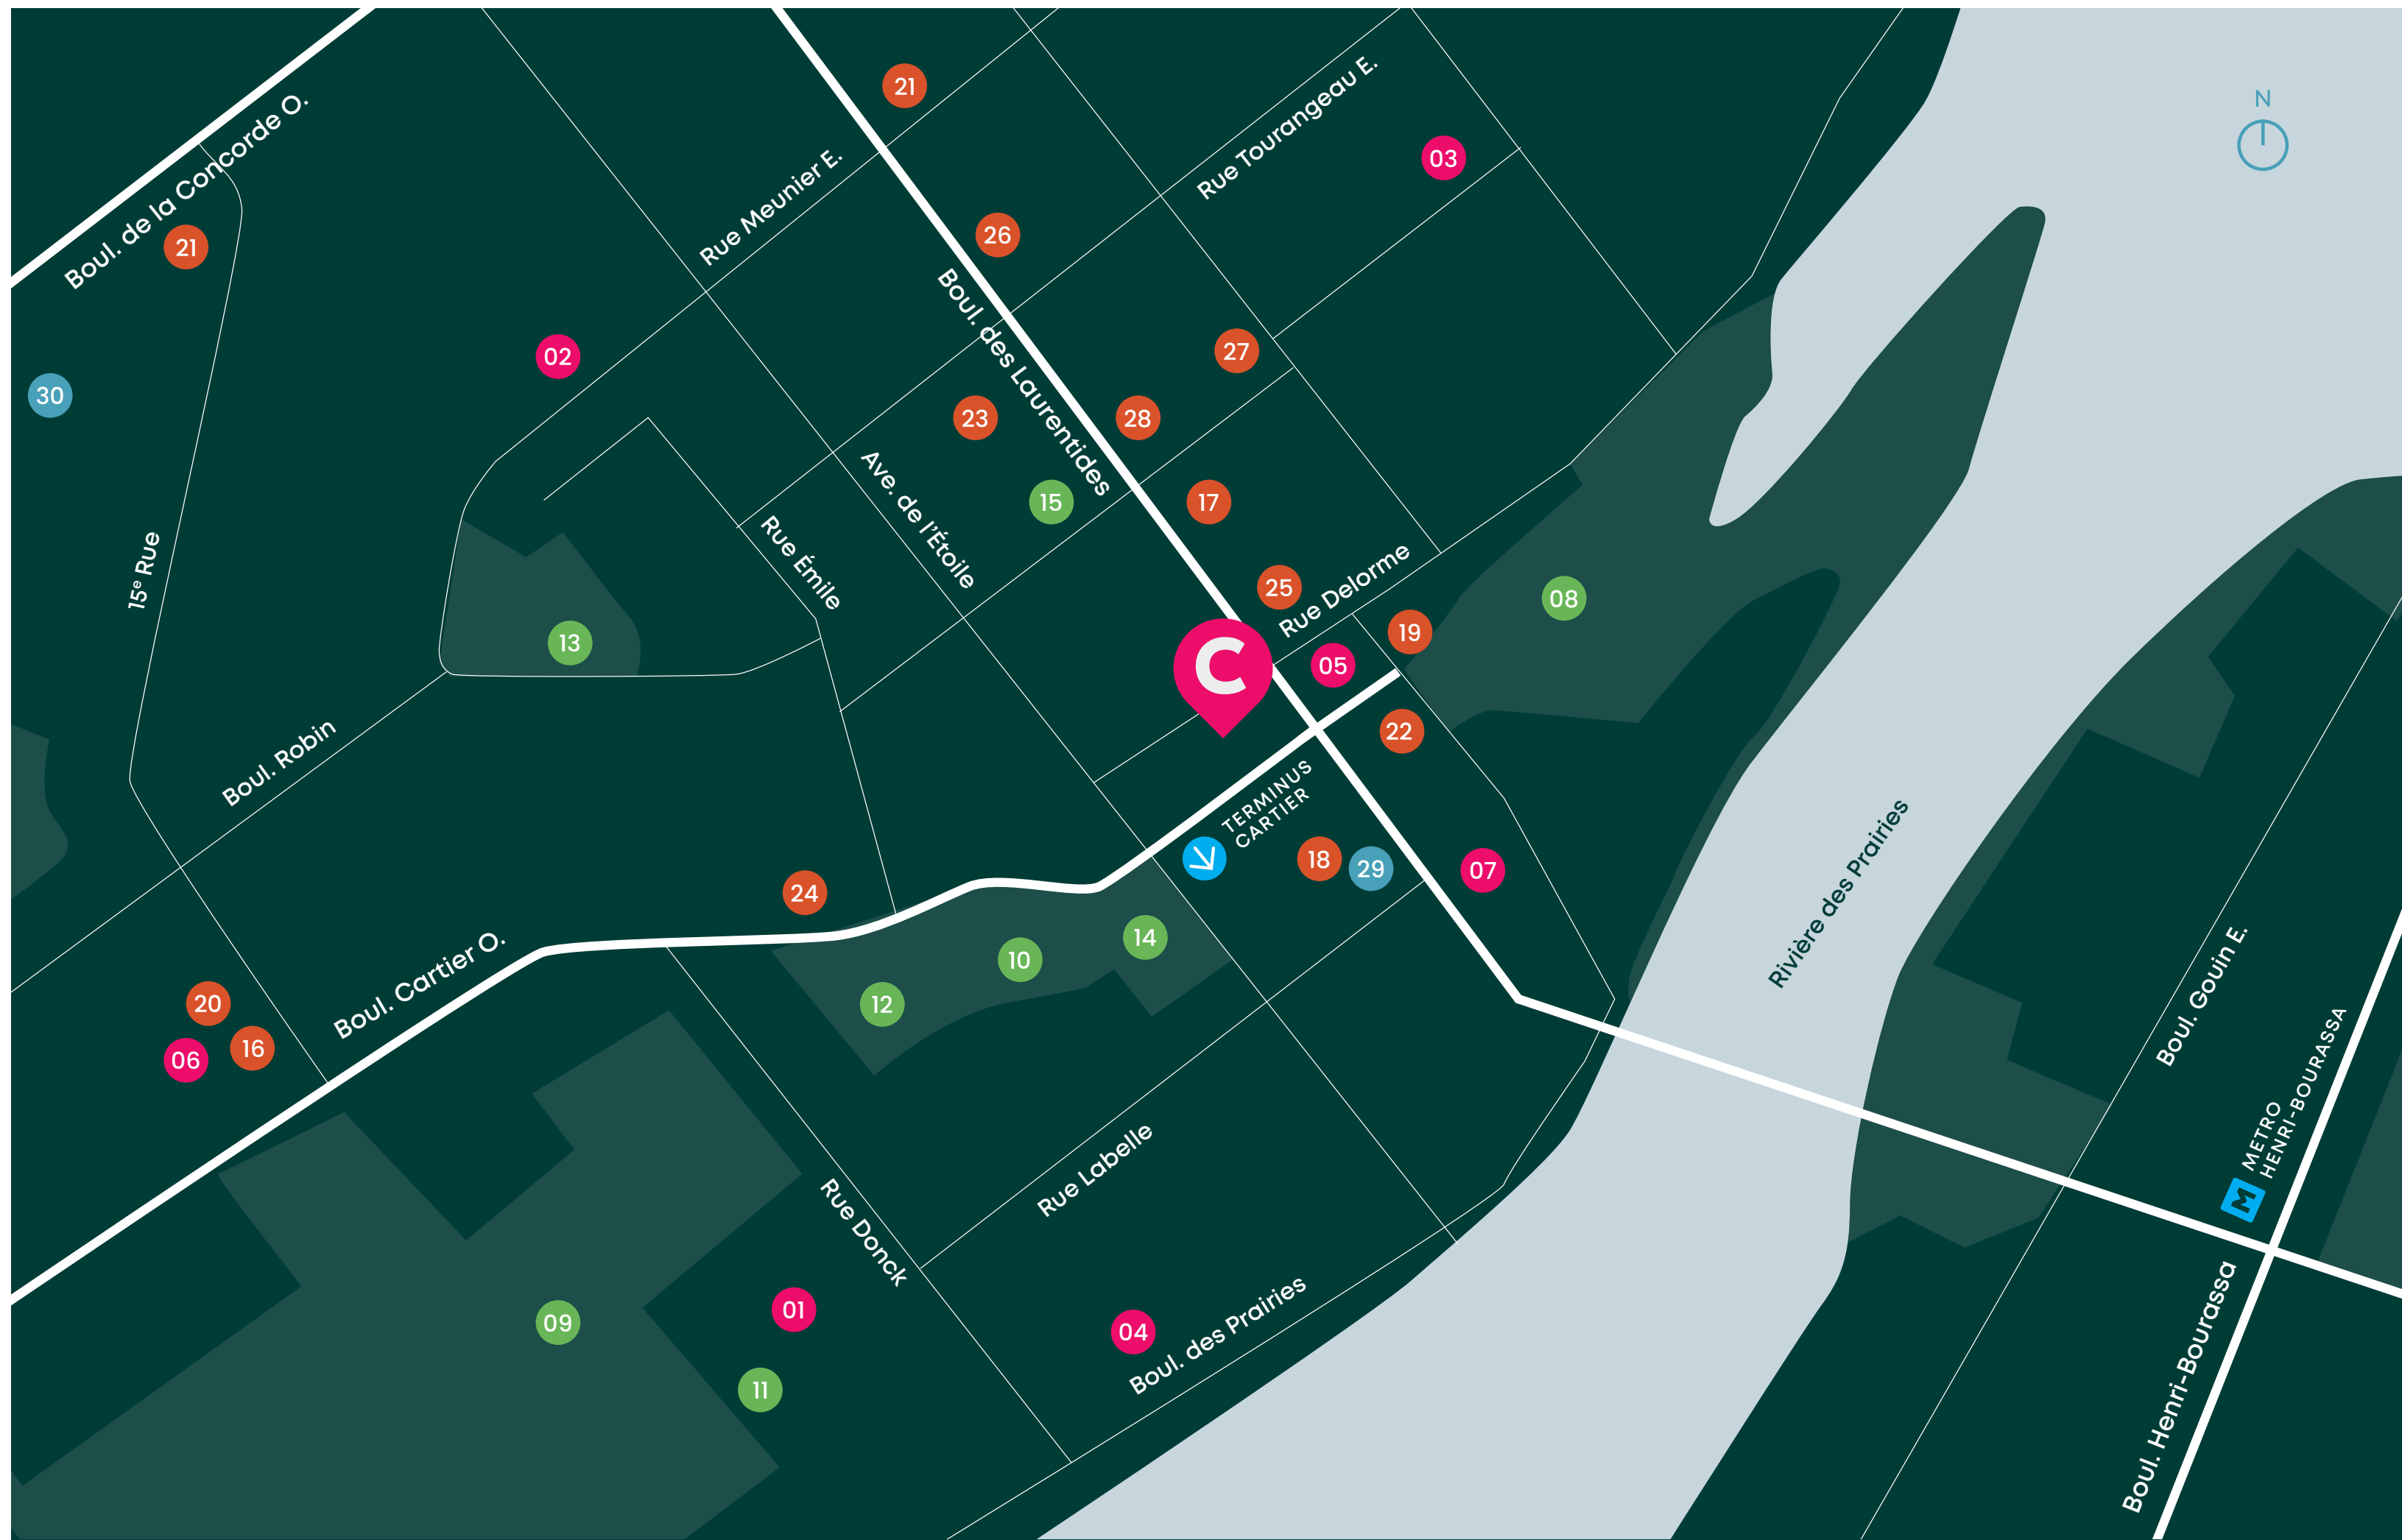 21
Rue Tourangeau E.
N
Boul. de la Concorde O.
03
Rue Meunier E.
21
26
02
27
30
Boul. des Laurentides
23
28
15
17
Ave. de l'Étoile
Rue Émile
15e Rue
25
Rue Delorme
08
19
13
C
05
22
Boul. Robin
TERMINUS
CARTIER
18
29
07
Rivière des Prairies
24
14
10
Boul. Cartier O.
12
20
16
06
Boul. Gouin E.
METRO
HENRI-BOURASSA
M
Rue Labelle
Rue Donck
01
09
04
Boul. des Prairies
11
Boul. Henri-Bourassa